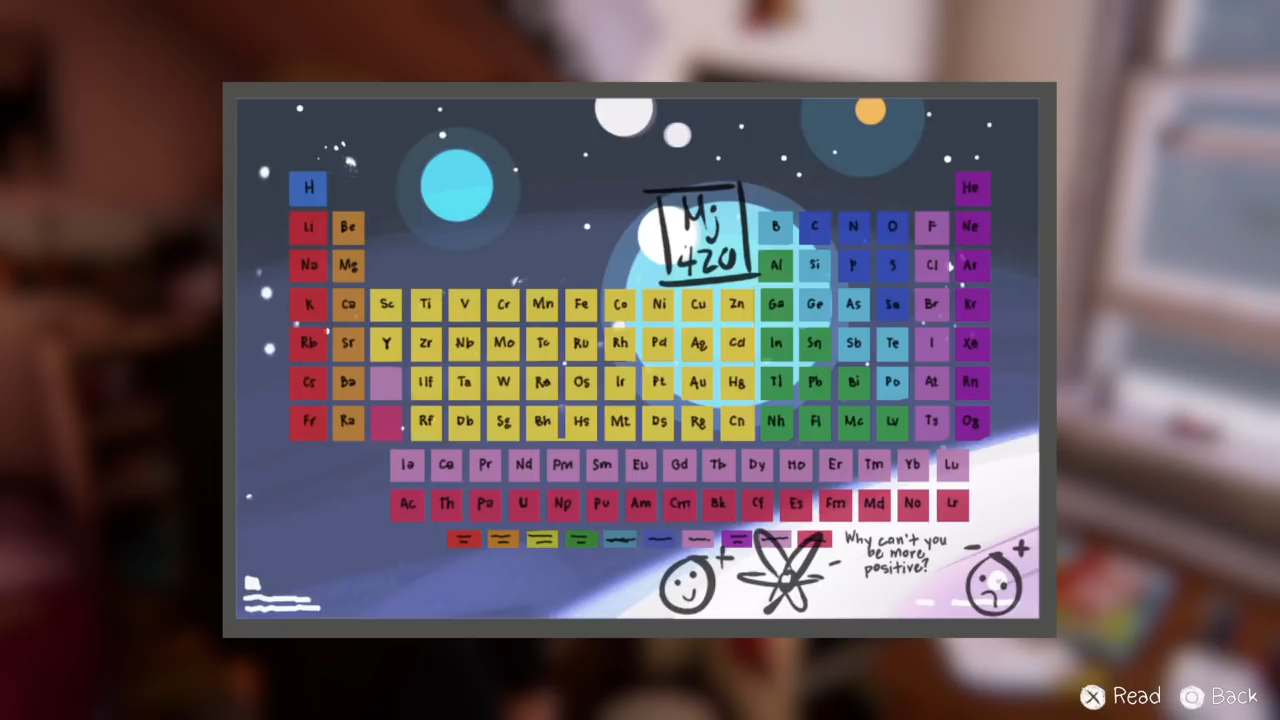 Mj
420
H He
Li Be B C N O F Ne
Na Mg Al Si P S Cl Ar
K Ca Sc Ti V Cr Mn Fe Co Ni Cu Zn Ga Ge As Se Br Kr
Rb Sr Y Zr Nb Mo Tc Ru Rh Pd Ag Cd In Sn Sb Te I Xe
Cs Ba Hf Ta W Re Os Ir Pt Au Hg Tl Pb Bi Po At Rn
Fr Ra Rf Db Sg Bh Hs Mt Ds Rg Cn Nh Fl Mc Lv Ts Og
la Ce Pr Nd Pm Sm Eu Gd Tb Dy Ho Er Tm Yb Lu
Ac Th Pa U Np Pu Am Cm Bk Cf Es Fm Md No Lr
Why can't you
be more
positive?
+ - - +
X Read O Back